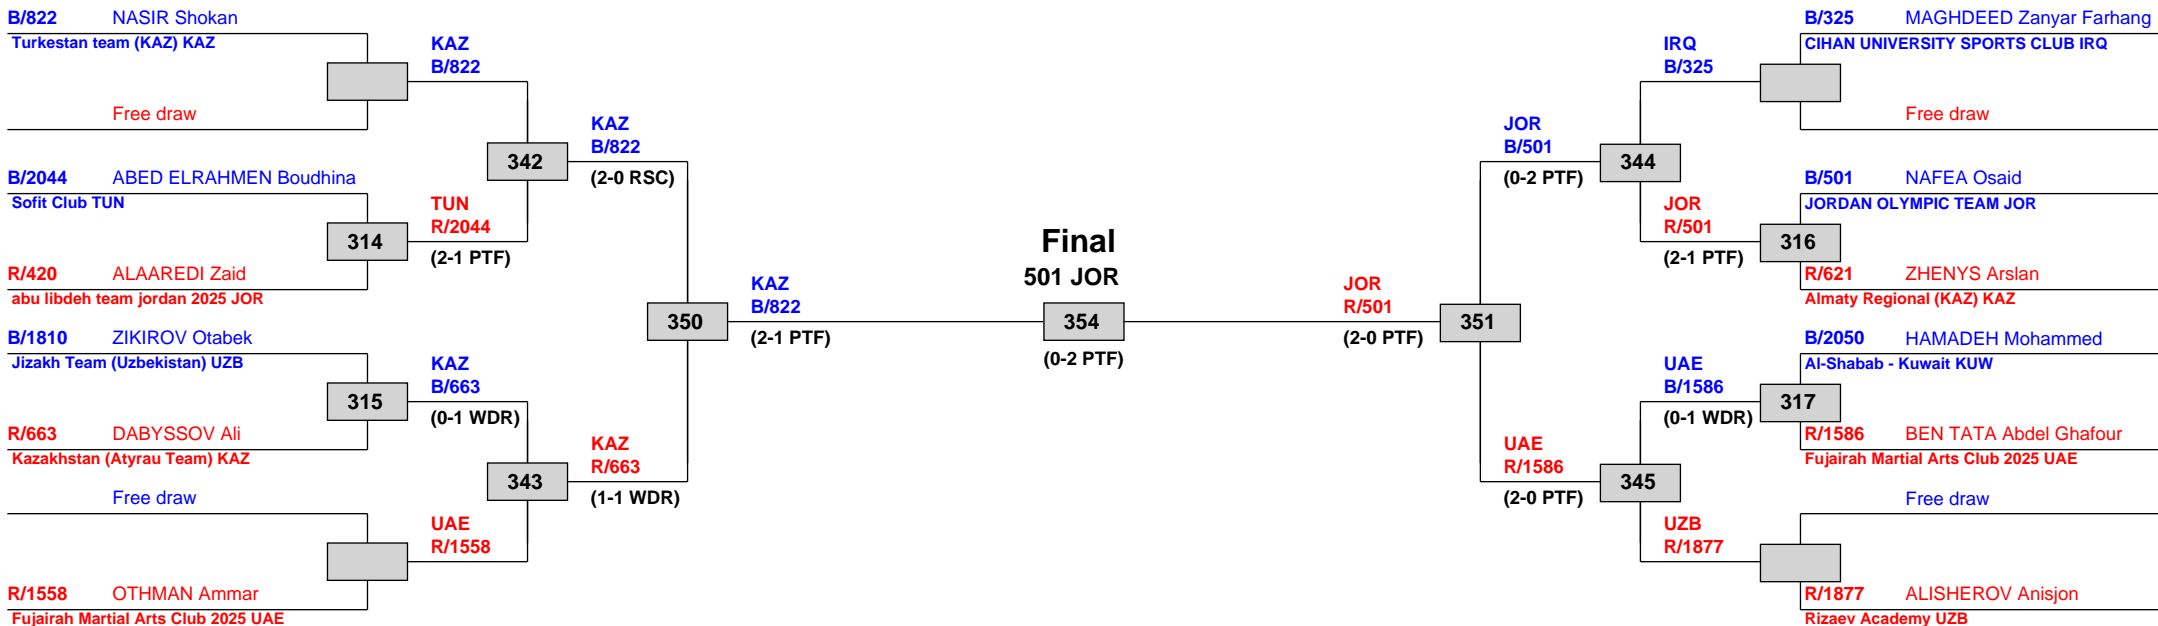 B/822 NASIR Shokan
Turkestan team (KAZ) KAZ
Free draw
B/2044 ABED ELRAHMEN Boudhina
Sofit Club TUN
314
R/420 ALAAREDI Zaid
abu libdeh team jordan 2025 JOR
B/1810 ZIKIROV Otabek
Jizakh Team (Uzbekistan) UZB
315
R/663 DABYSSOV Ali
Kazakhstan (Atyrau Team) KAZ
Free draw
R/1558 OTHMAN Ammar
Fujairah Martial Arts Club 2025 UAE
KAZ
B/822
342
TUN
R/2044
(2-1 PTF)
KAZ
B/663
(0-1 WDR)
343
UAE
R/1558
KAZ
B/822
(2-0 RSC)
350
KAZ
R/663
(1-1 WDR)
KAZ
B/822
(2-1 PTF)
Final
501 JOR
354
(0-2 PTF)
JOR
R/501
(2-0 PTF)
351
JOR
B/501
(0-2 PTF)
UAE
R/1586
(2-0 PTF)
IRQ
B/325
344
JOR
R/501
(2-1 PTF)
UAE
B/1586
(0-1 WDR)
345
UZB
R/1877
B/325 MAGHDEED Zanyar Farhang
CIHAN UNIVERSITY SPORTS CLUB IRQ
Free draw
B/501 NAFEA Osaid
JORDAN OLYMPIC TEAM JOR
316
R/621 ZHENYS Arslan
Almaty Regional (KAZ) KAZ
B/2050 HAMADEH Mohammed
Al-Shabab - Kuwait KUW
317
R/1586 BEN TATA Abdel Ghafour
Fujairah Martial Arts Club 2025 UAE
Free draw
R/1877 ALISHEROV Anisjon
Rizaev Academy UZB